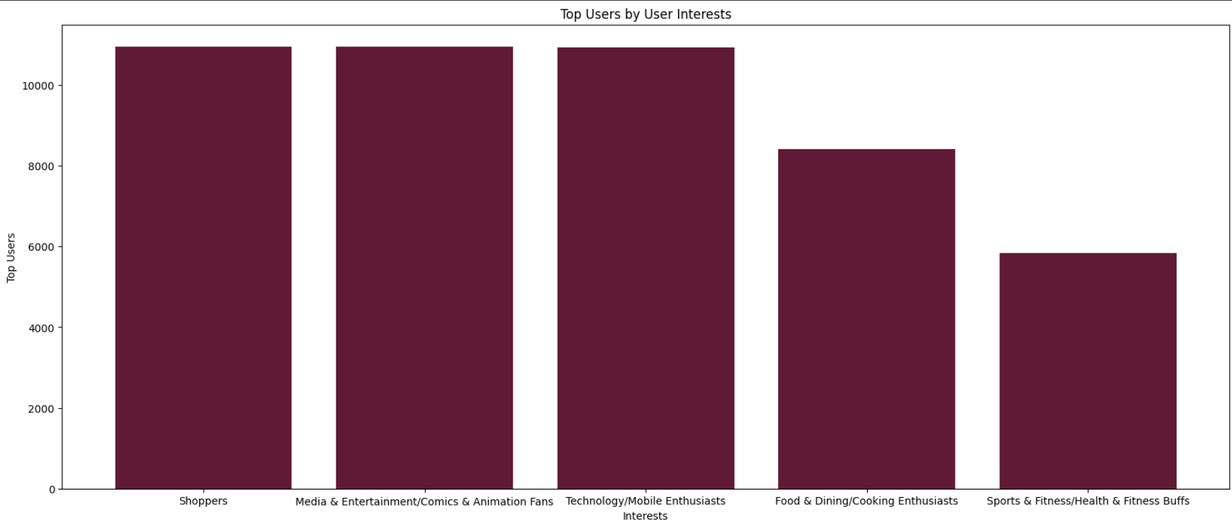 Top Users by User Interests
Top Users
10000
8000
6000
4000
2000
0
Shoppers
Media & Entertainment/Comics & Animation Fans
Technology/Mobile Enthusiasts
Food & Dining/Cooking Enthusiasts
Sports & Fitness/Health & Fitness Buffs
Interests